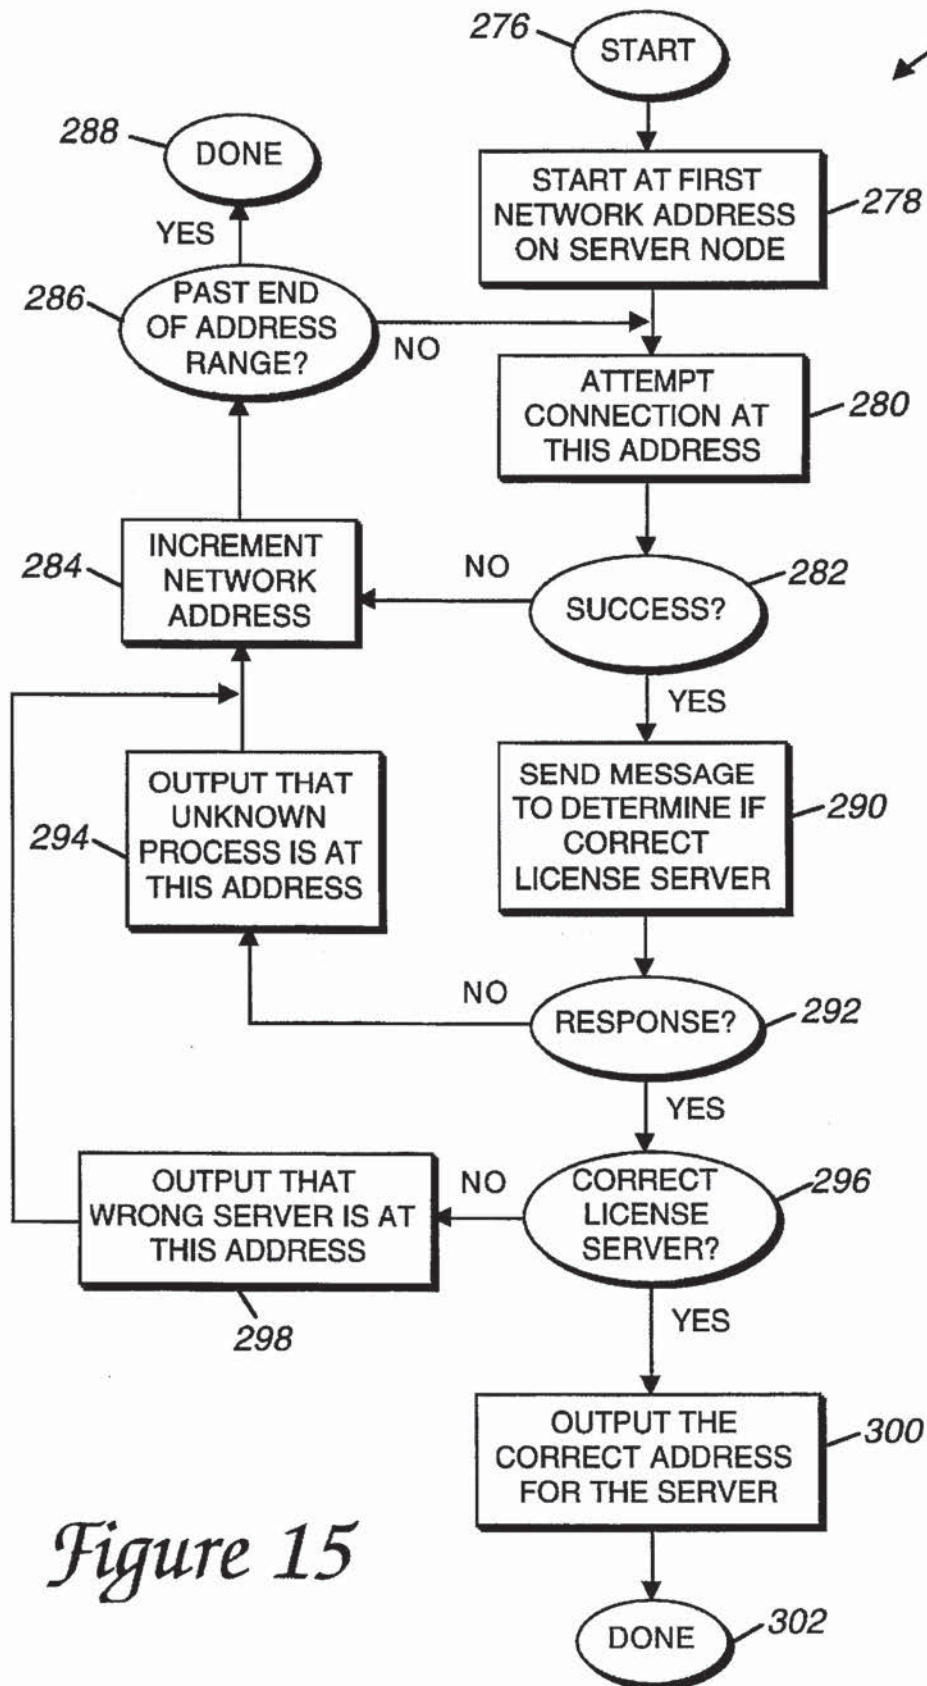 276
START
288
DONE
START AT FIRST
NETWORK ADDRESS
ON SERVER NODE
278
YES
286
PAST END
OF ADDRESS
RANGE?
NO
ATTEMPT
CONNECTION AT
THIS ADDRESS
280
284
INCREMENT
NETWORK
ADDRESS
NO
282
SUCCESS?
YES
294
OUTPUT THAT
UNKNOWN
PROCESS IS AT
THIS ADDRESS
SEND MESSAGE
TO DETERMINE IF
CORRECT
LICENSE SERVER
290
NO
RESPONSE?
292
YES
OUTPUT THAT
WRONG SERVER IS AT
THIS ADDRESS
298
NO
CORRECT
LICENSE
SERVER?
296
YES
OUTPUT THE
CORRECT ADDRESS
FOR THE SERVER
300
Figure 15
DONE
302